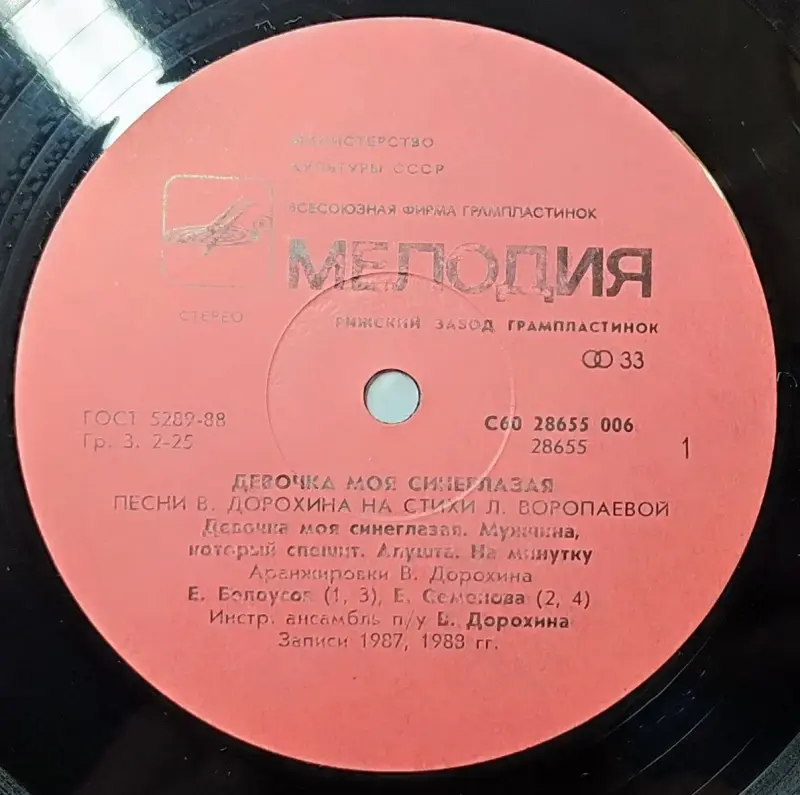 МИНИСТЕРСТВО
КУЛЬТУРЫ СССР
ВСЕСОЮЗНАЯ ФИРМА ГРАМПЛАСТИНОК
МЕЛОДИЯ
СТЕРЕО
РИЖСКИЙ ЗАВОД ГРАМПЛАСТИНОК
33
ГОСТ 5289-88
С60 28655 006
Гр. 3. 2-25
28655
1
ДЕВОЧКА МОЯ СИНЕГЛАЗАЯ
ПЕСНИ В. ДОРОХИНА НА СТИХИ Л. ВОРОПАЕВОЙ
Девочка моя синеглазая. Мужчина,
который спешит. Алушта. На минутку
Аранжировки В. Дорохина
Е. Белоусов (1, 3), Е. Семенова (2, 4)
Инстр. ансамбль п/у В. Дорохина
Записи 1987, 1988 гг.